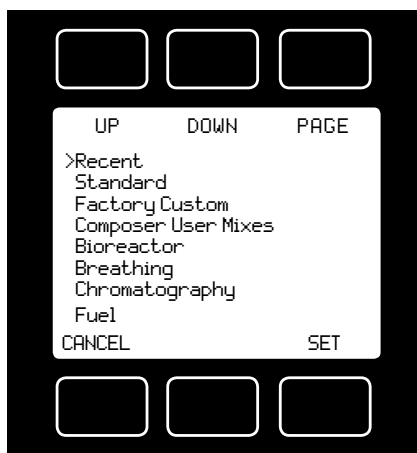 UP DOWN PAGE
>Recent
Standard
Factory Custom
Composer User Mixes
Bioreactor
Breathing
Chromatography
Fuel
CANCEL SET